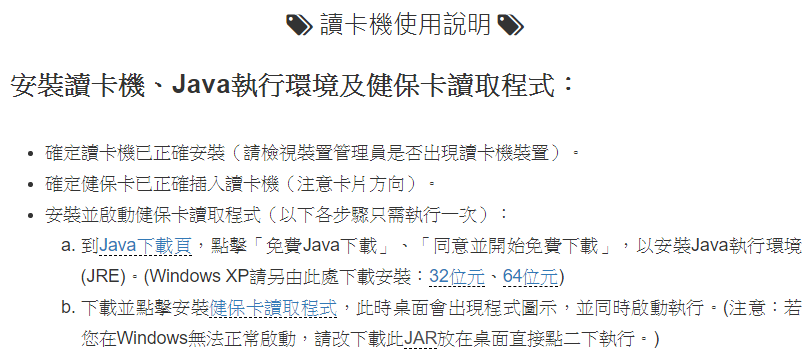 讀卡機使用說明
安裝讀卡機、Java執行環境及健保卡讀取程式：
• 確定讀卡機已正確安裝（請檢視裝置管理員是否出現讀卡機裝置）。
• 確定健保卡已正確插入讀卡機（注意卡片方向）。
• 安裝並啟動健保卡讀取程式（以下各步驟只需執行一次）：
a. 到Java下載頁，點擊「免費Java下載」、「同意並開始免費下載」，以安裝Java執行環境
(JRE)。(Windows XP請另由此處下載安裝：32位元、64位元)
b. 下載並點擊安裝健保卡讀取程式，此時桌面會出現程式圖示，並同時啟動執行。(注意：若
您在Windows無法正常啟動，請改下載此JAR放在桌面直接點二下執行。)